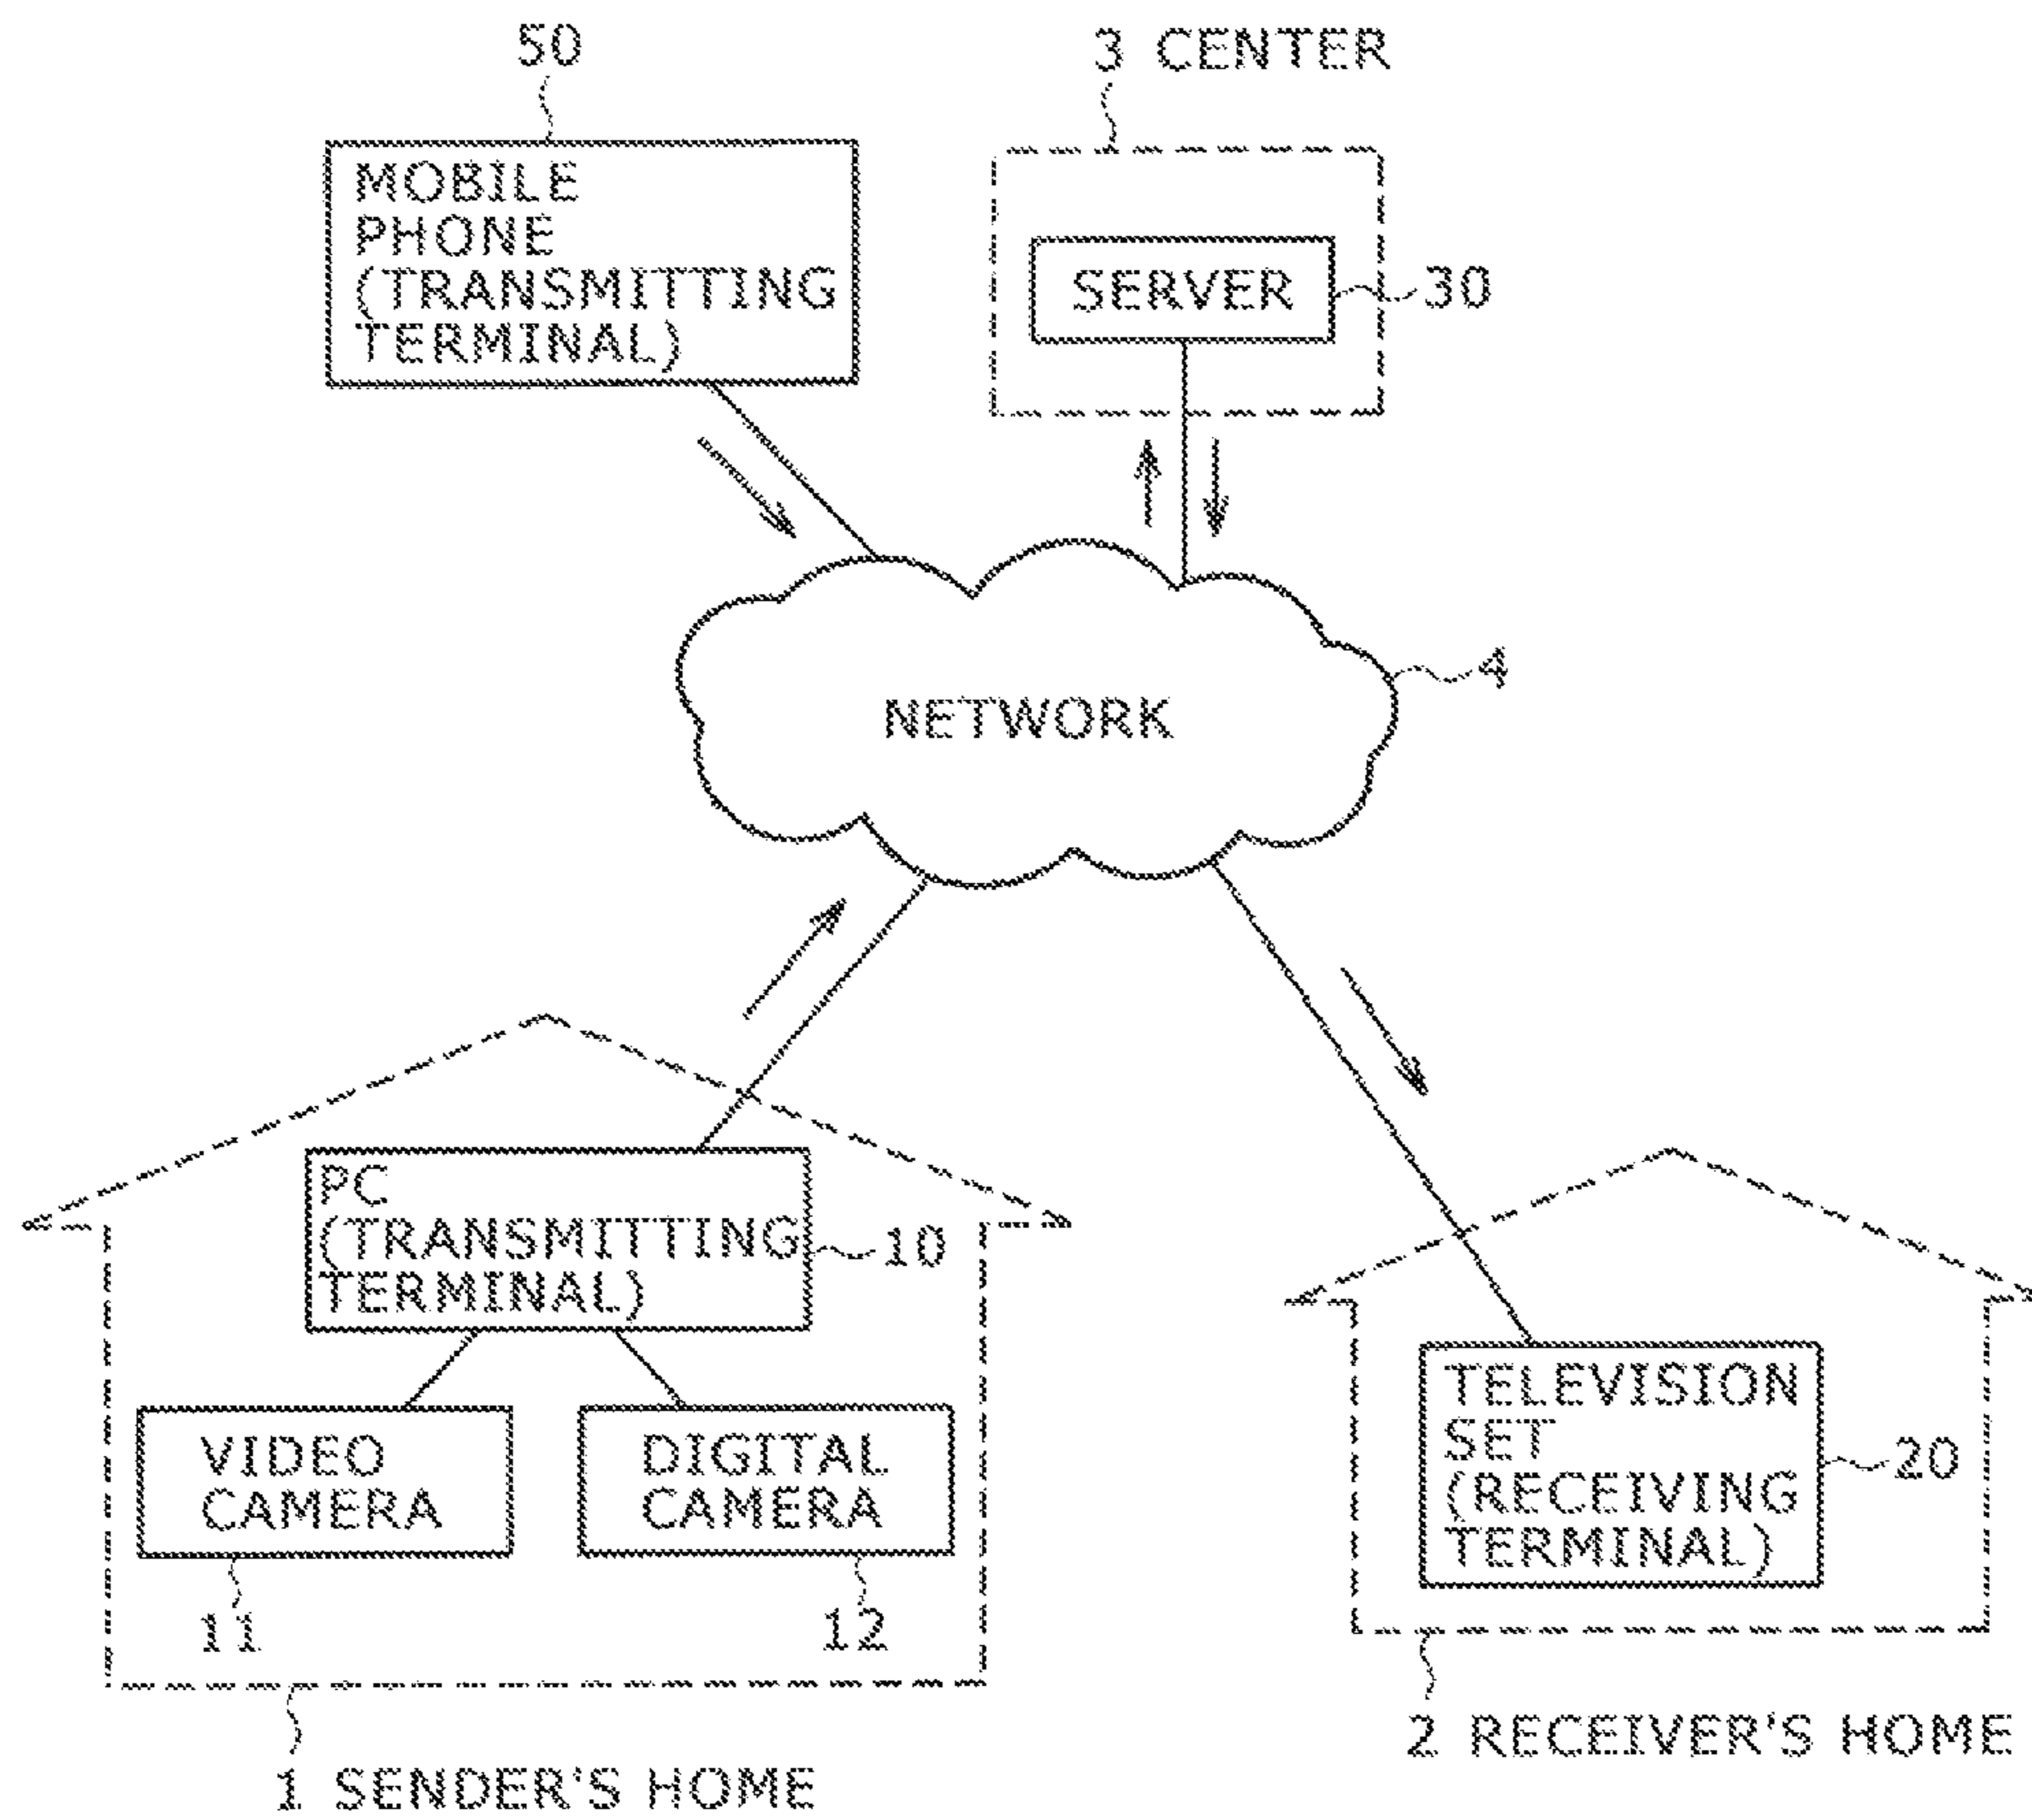 50
3 CENTER
MOBILE
PHONE
(TRANSMITTING
TERMINAL)
SERVER
30
NETWORK
4
PC
(TRANSMITTING
TERMINAL)
10
VIDEO
CAMERA
DIGITAL
CAMERA
11
12
TELEVISION
SET
(RECEIVING
TERMINAL)
20
2 RECEIVER'S HOME
1 SENDER'S HOME